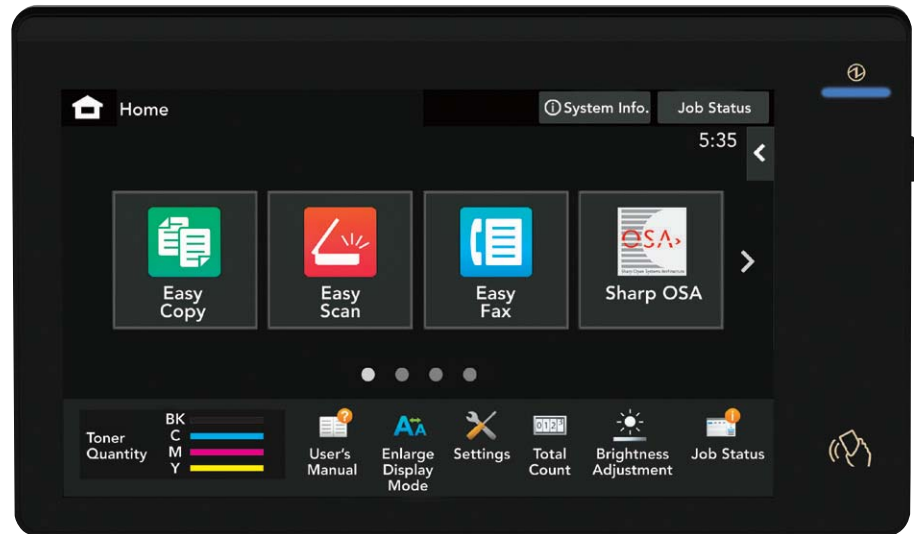 Home
System Info.
Job Status
5:35
Easy
Copy
Easy
Scan
Easy
Fax
OSA
Sharp OSA
Toner
Quantity
BK
C
M
Y
User's
Manual
Enlarge
Display
Mode
Settings
Total
Count
Brightness
Adjustment
Job Status